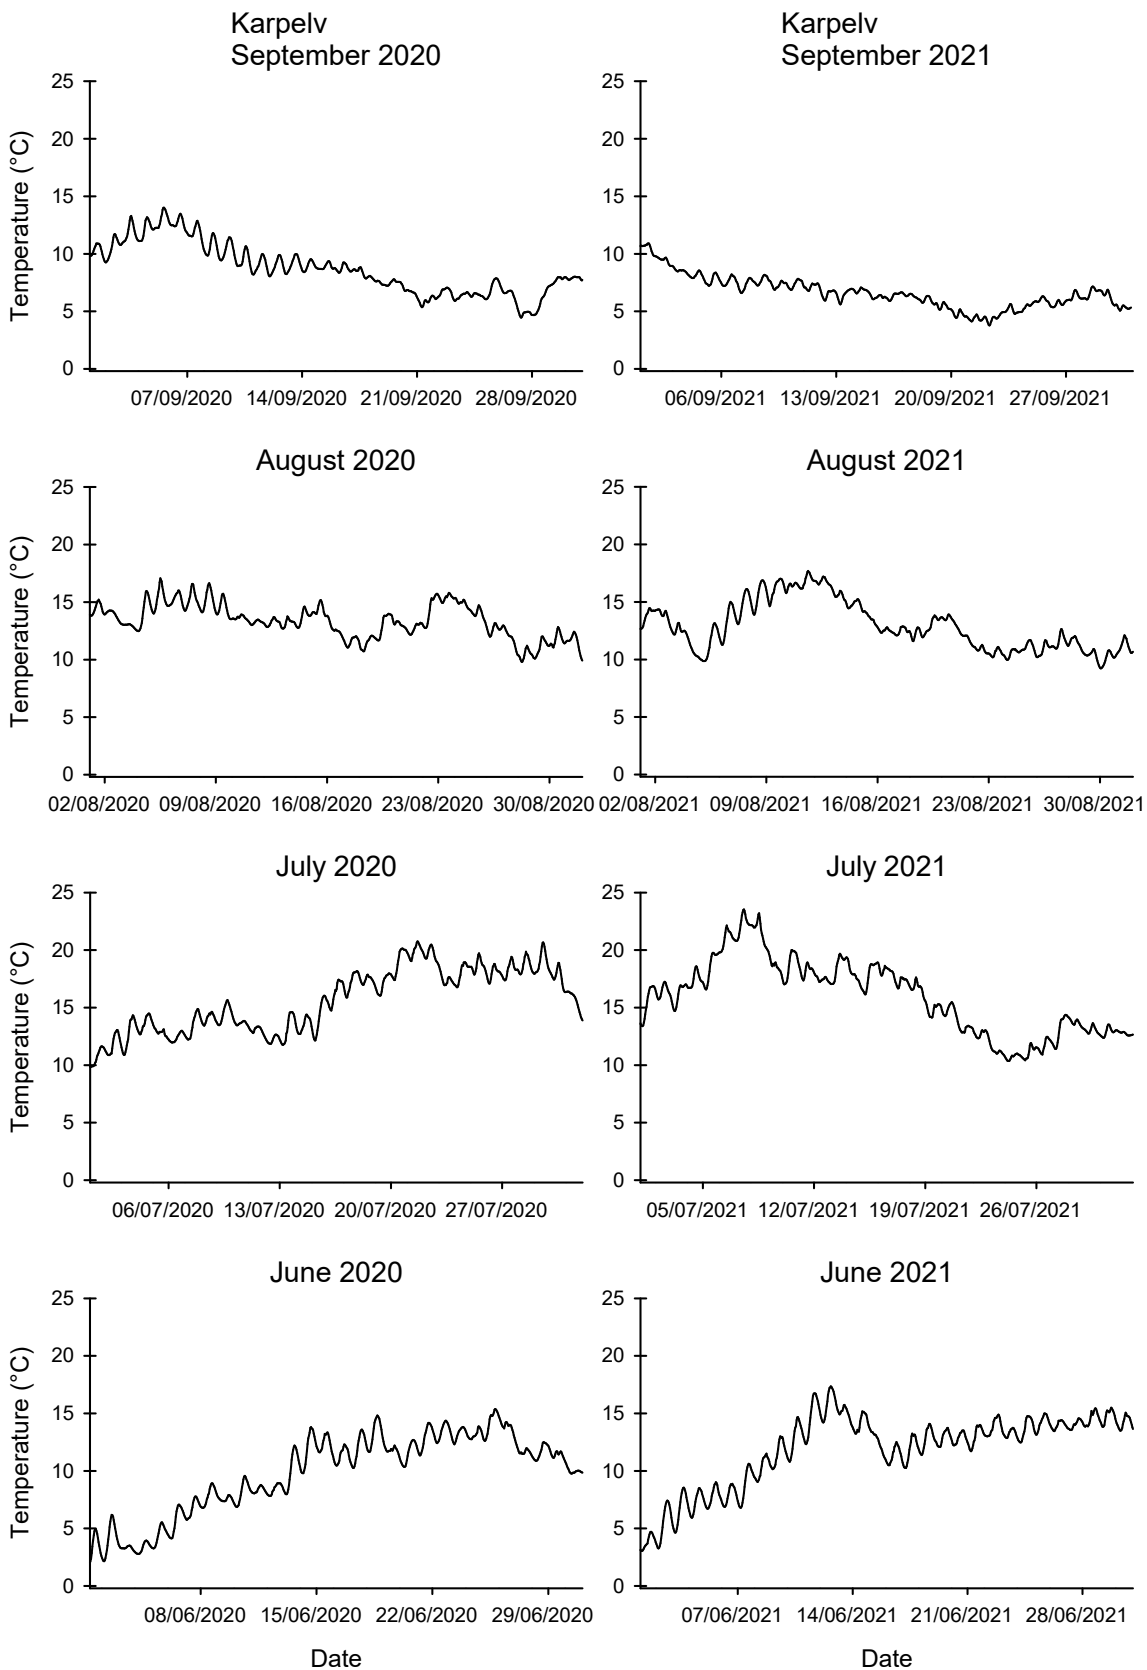 Karpelv
September 2020
Karpelv
September 2021
Temperature (°C)
25
20
15
10
5
0
07/09/2020 14/09/2020 21/09/2020 28/09/2020
25
20
15
10
5
0
06/09/2021 13/09/2021 20/09/2021 27/09/2021
August 2020
August 2021
Temperature (°C)
25
20
15
10
5
0
02/08/2020 09/08/2020 16/08/2020 23/08/2020 30/08/2020
25
20
15
10
5
0
02/08/2021 09/08/2021 16/08/2021 23/08/2021 30/08/2021
July 2020
July 2021
Temperature (°C)
25
20
15
10
5
0
06/07/2020 13/07/2020 20/07/2020 27/07/2020
25
20
15
10
5
0
05/07/2021 12/07/2021 19/07/2021 26/07/2021
June 2020
June 2021
Temperature (°C)
25
20
15
10
5
0
08/06/2020 15/06/2020 22/06/2020 29/06/2020
25
20
15
10
5
0
07/06/2021 14/06/2021 21/06/2021 28/06/2021
Date
Date